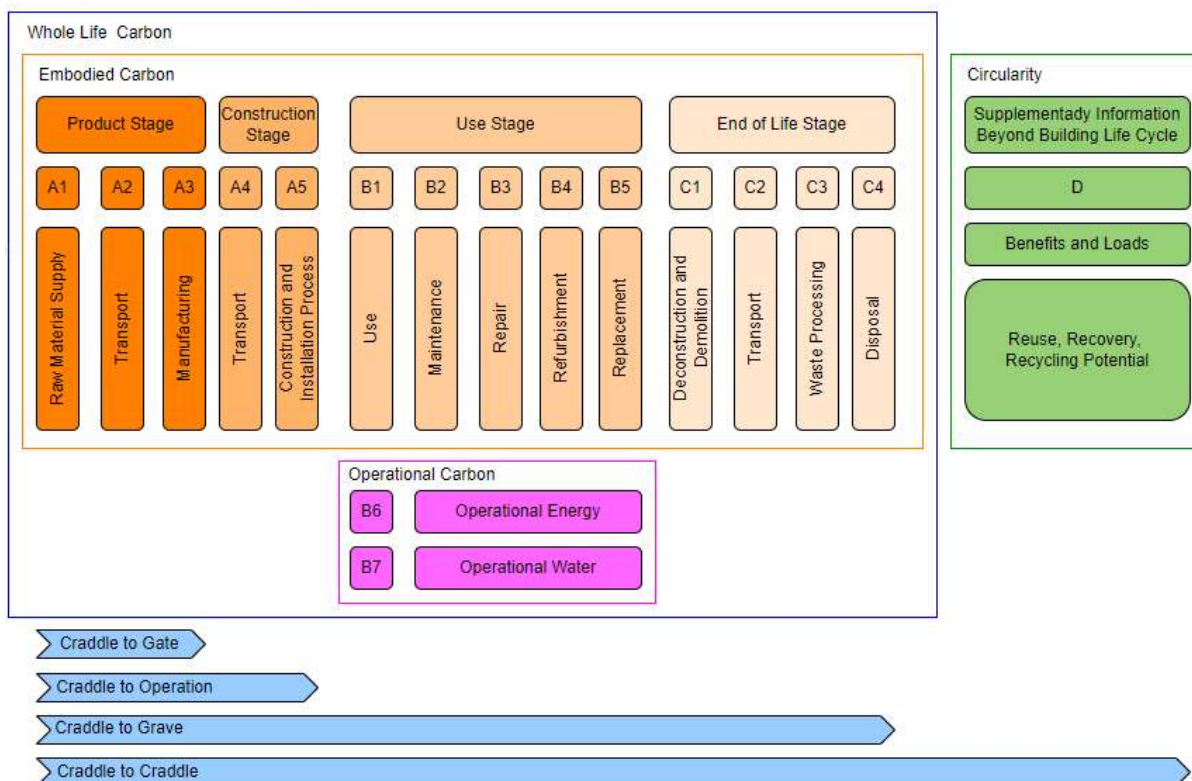 Whole Life Carbon
Embodied Carbon
Circularity
Product Stage
Construction
Stage
Use Stage
End of Life Stage
Supplementady Information
Beyond Building Life Cycle
A1
A2
A3
A4
A5
B1
B2
B3
B4
B5
C1
C2
C3
C4
D
Raw Material Supply
Transport
Manufacturing
Transport
Construction and
Installation Process
Use
Maintenance
Repair
Refurbishment
Replacement
Deconstruction and
Demolition
Transport
Waste Processing
Disposal
Benefits and Loads
Reuse, Recovery,
Recycling Potential
Operational Carbon
B6
Operational Energy
B7
Operational Water
Craddle to Gate
Craddle to Operation
Craddle to Grave
Craddle to Craddle